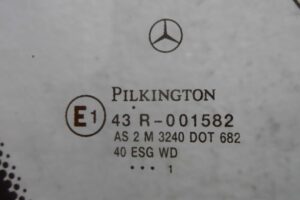 PILKINGTON
E1
43 R-001582
AS 2 M 3240 DOT 682
40 ESG WD
••• 1